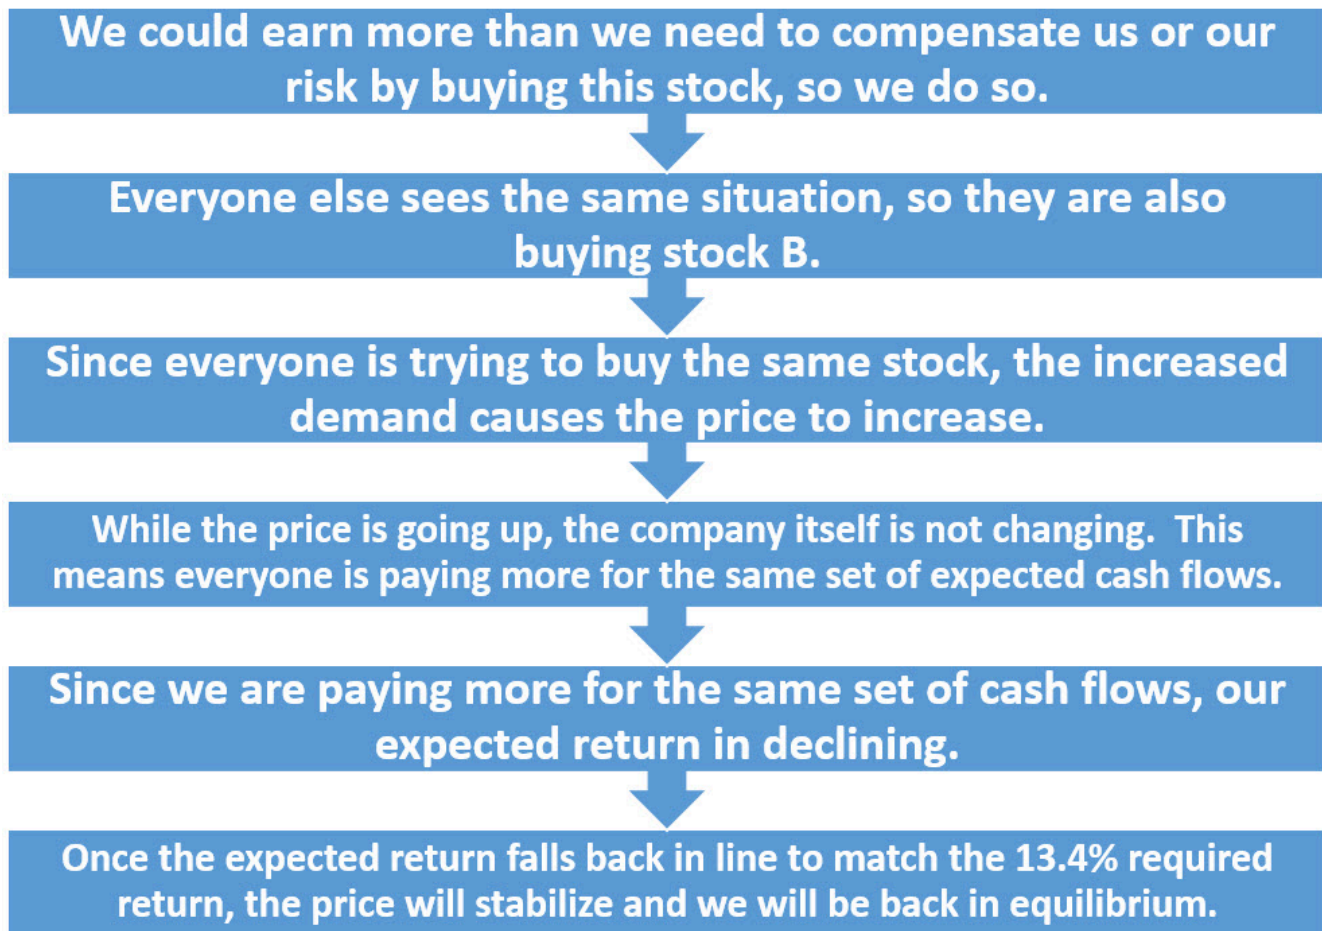 We could earn more than we need to compensate us or our
risk by buying this stock, so we do so.
Everyone else sees the same situation, so they are also
buying stock B.
Since everyone is trying to buy the same stock, the increased
demand causes the price to increase.
While the price is going up, the company itself is not changing.  This
means everyone is paying more for the same set of expected cash flows.
Since we are paying more for the same set of cash flows, our
expected return in declining.
Once the expected return falls back in line to match the 13.4% required
return, the price will stabilize and we will be back in equilibrium.